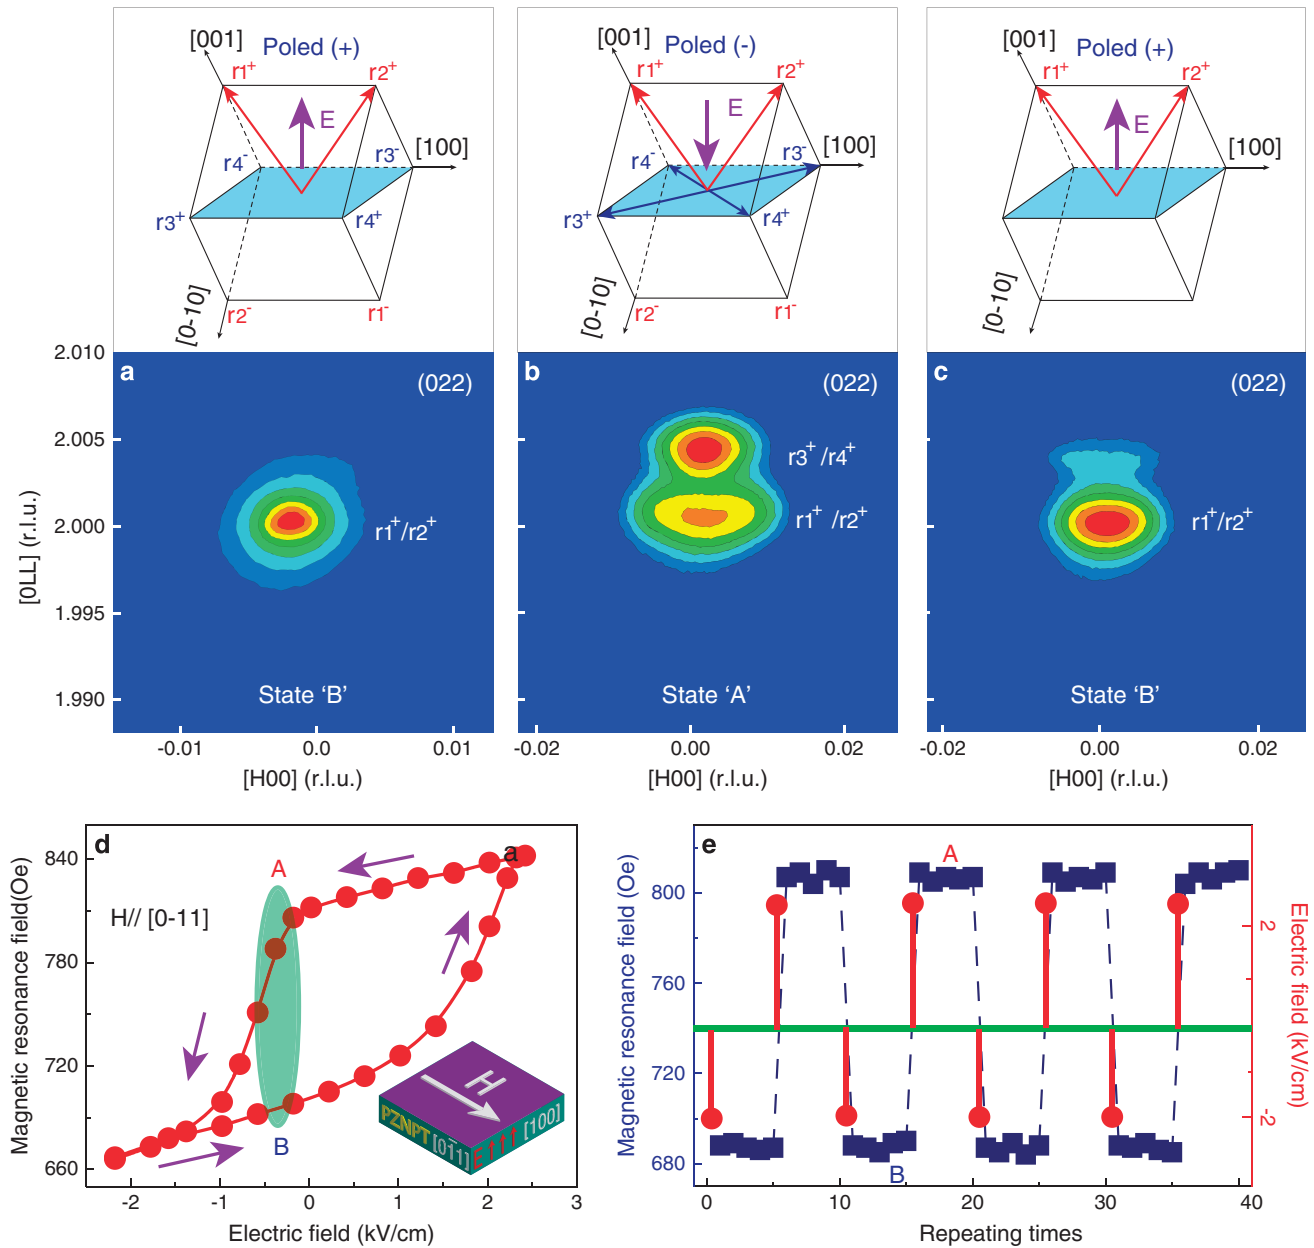 [001] Poled (+)
r1+ r2+
E
[100]
r4- r3-
r3+ r4+
[0-10]
r2- r1-
[001] Poled (-)
r1+ r2+
E
[100]
r4- r3-
r3+ r4+
[0-10]
r2- r1-
[001] Poled (+)
r1+ r2+
E
[100]
[0-10]
2.010
2.005
2.000
1.995
1.990
[0LL] (r.l.u.)
a (022)
r1+/r2+
State ‘B’
-0.01 0.0 0.01
[H00] (r.l.u.)
b (022)
r3+/r4+
r1+/r2+
State ‘A’
-0.02 0.00 0.02
[H00] (r.l.u.)
c (022)
r1+/r2+
State ‘B’
-0.02 0.00 0.02
[H00] (r.l.u.)
d
Magnetic resonance field(Oe)
840
780
720
660
A
a
H// [0-11]
B
H
PZNPT [01̄1] E [100]
-2 -1 0 1 2 3
Electric field (kV/cm)
e
Magnetic resonance field (Oe)
800
760
720
680
A
B
2
-2
Electric field (kV/cm)
0 10 20 30 40
Repeating times